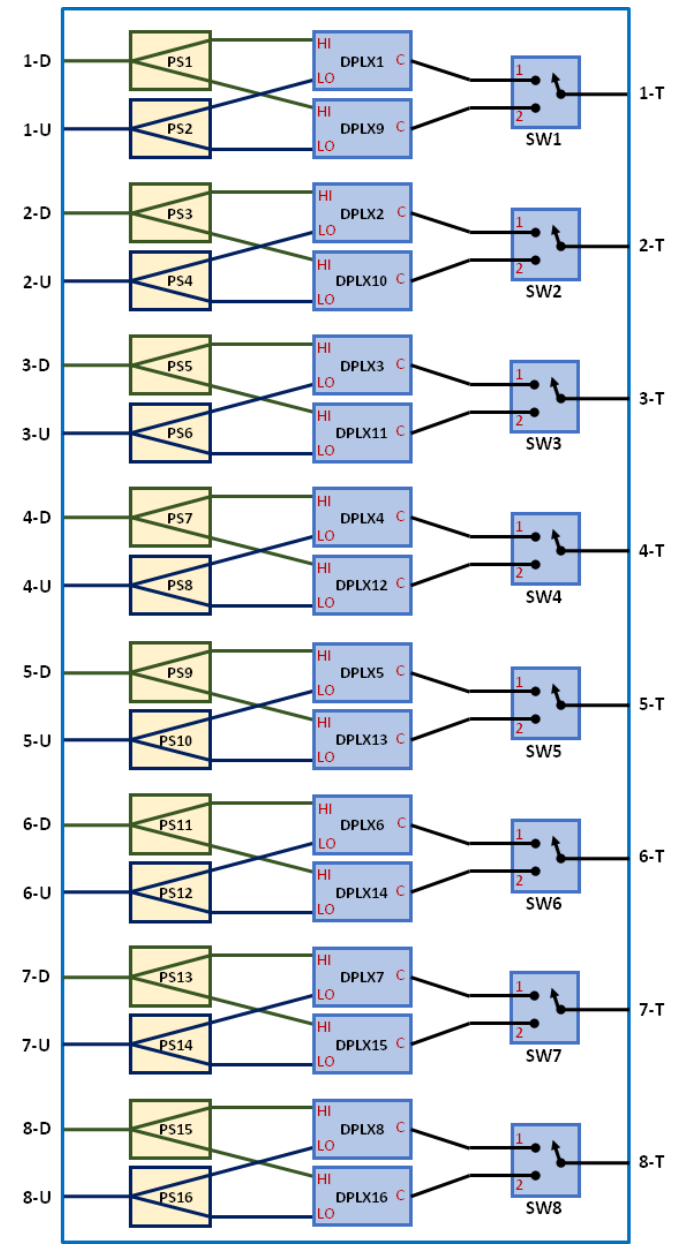 HI
1-D PS1 DPLX1 C
LO 1
1-T
HI 2
1-U PS2 DPLX9 C
LO SW1
HI
2-D PS3 DPLX2 C
LO 1
2-T
HI 2
2-U PS4 DPLX10 C
LO SW2
HI
3-D PS5 DPLX3 C
LO 1
3-T
HI 2
3-U PS6 DPLX11 C
LO SW3
HI
4-D PS7 DPLX4 C
LO 1
4-T
HI 2
4-U PS8 DPLX12 C
LO SW4
HI
5-D PS9 DPLX5 C
LO 1
5-T
HI 2
5-U PS10 DPLX13 C
LO SW5
HI
6-D PS11 DPLX6 C
LO 1
6-T
HI 2
6-U PS12 DPLX14 C
LO SW6
HI
7-D PS13 DPLX7 C
LO 1
7-T
HI 2
7-U PS14 DPLX15 C
LO SW7
HI
8-D PS15 DPLX8 C
LO 1
8-T
HI 2
8-U PS16 DPLX16 C
LO SW8